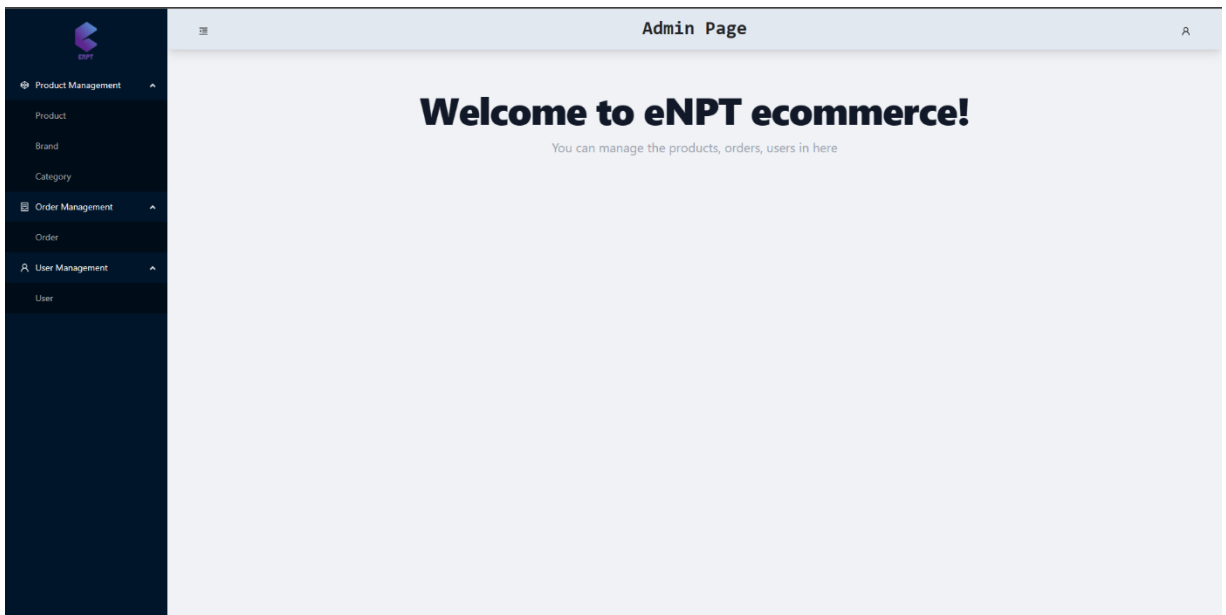 eNPT
Admin Page
Product Management
Product
Brand
Category
Order Management
Order
User Management
User
Welcome to eNPT ecommerce!
You can manage the products, orders, users in here